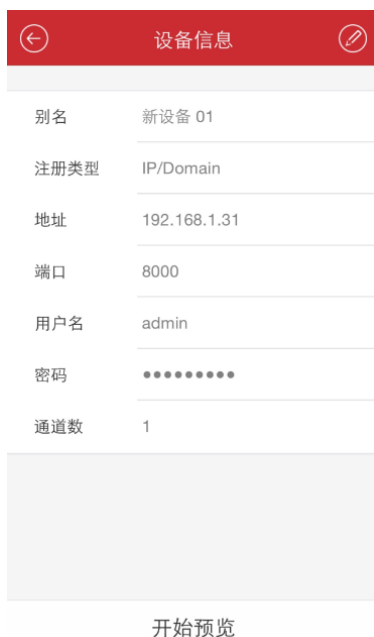 设备信息
别名 新设备 01
注册类型 IP/Domain
地址 192.168.1.31
端口 8000
用户名 admin
密码 ●●●●●●●●●
通道数 1
开始预览